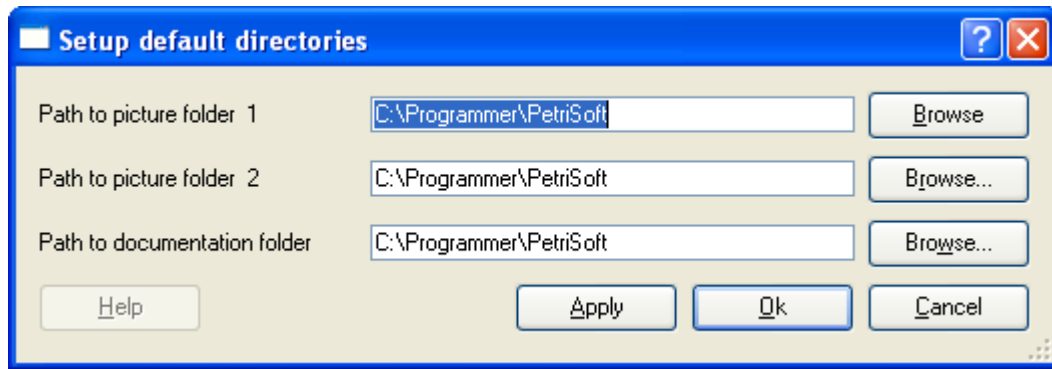 Setup default directories
Path to picture folder 1 C:\Programmer\PetriSoft Browse
Path to picture folder 2 C:\Programmer\PetriSoft Browse...
Path to documentation folder C:\Programmer\PetriSoft Browse...
Help Apply Ok Cancel